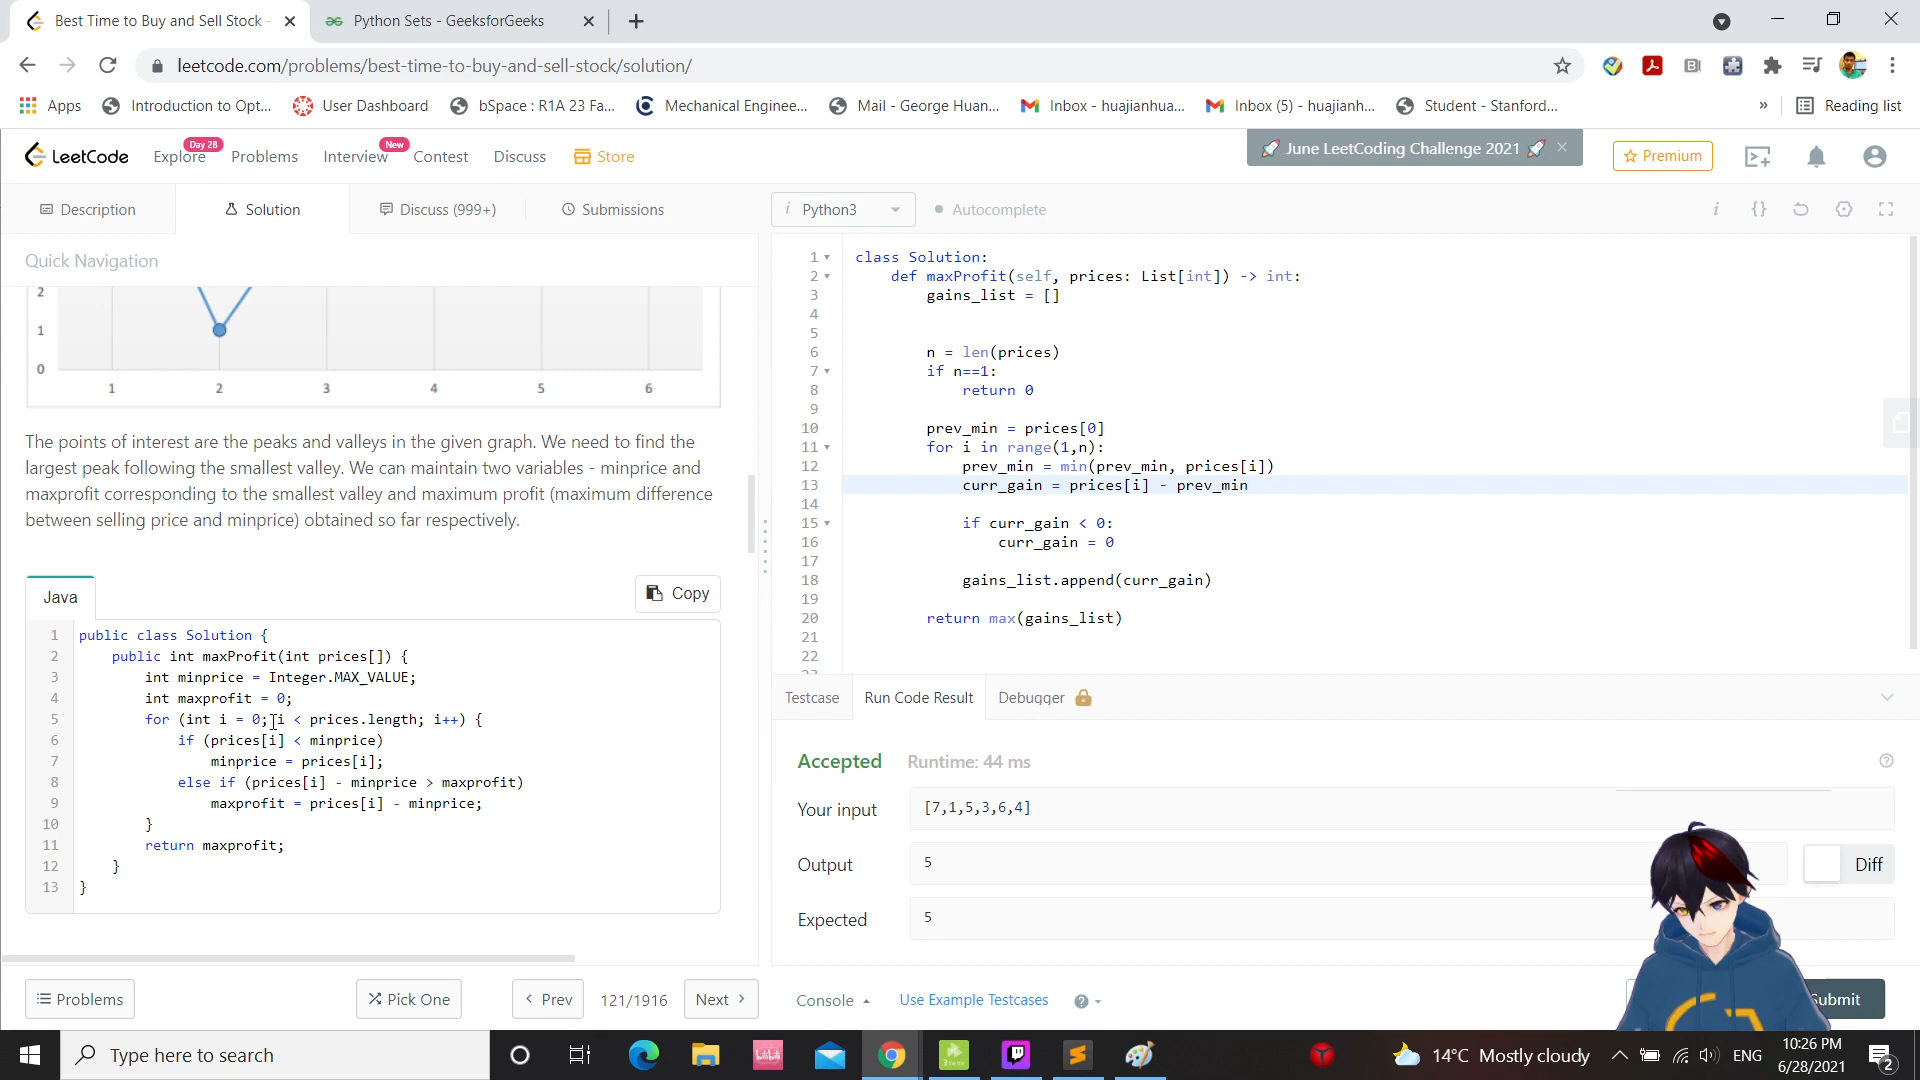 Best Time to Buy and Sell Stock -
Python Sets - GeeksforGeeks
leetcode.com/problems/best-time-to-buy-and-sell-stock/solution/
Apps
Introduction to Opt...
User Dashboard
bSpace : R1A 23 Fa...
Mechanical Enginee...
Mail - George Huan...
Inbox - huajianhua...
Inbox (5) - huajianh...
Student - Stanford...
»
Reading list
LeetCode
Explore
Day 28
Problems
Interview
New
Contest
Discuss
Store
June LeetCoding Challenge 2021
Premium
Description
Solution
Discuss (999+)
Submissions
i Python3
Autocomplete
Quick Navigation
2
1
0
1 2 3 4 5 6
The points of interest are the peaks and valleys in the given graph. We need to find the
largest peak following the smallest valley. We can maintain two variables - minprice and
maxprofit corresponding to the smallest valley and maximum profit (maximum difference
between selling price and minprice) obtained so far respectively.
Java
Copy
1 public class Solution {
2 public int maxProfit(int prices[]) {
3 int minprice = Integer.MAX_VALUE;
4 int maxprofit = 0;
5 for (int i = 0; i < prices.length; i++) {
6 if (prices[i] < minprice)
7 minprice = prices[i];
8 else if (prices[i] - minprice > maxprofit)
9 maxprofit = prices[i] - minprice;
10 }
11 return maxprofit;
12 }
13 }
Problems
Pick One
< Prev
121/1916
Next >
1 class Solution:
2 def maxProfit(self, prices: List[int]) -> int:
3 gains_list = []
4
5
6 n = len(prices)
7 if n==1:
8 return 0
9
10 prev_min = prices[0]
11 for i in range(1,n):
12 prev_min = min(prev_min, prices[i])
13 curr_gain = prices[i] - prev_min
14
15 if curr_gain < 0:
16 curr_gain = 0
17
18 gains_list.append(curr_gain)
19
20 return max(gains_list)
21
22
Testcase
Run Code Result
Debugger
Accepted
Runtime: 44 ms
Your input
[7,1,5,3,6,4]
Output
5
Diff
Expected
5
Console
Use Example Testcases
Submit
Type here to search
14°C Mostly cloudy
ENG
10:26 PM
6/28/2021
2